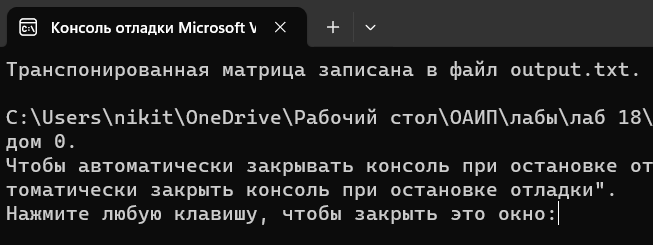 Консоль отладки Microsoft V
Транспонированная матрица записана в файл output.txt.
C:\Users\nikit\OneDrive\Рабочий стол\ОАИП\лабы\лаб 18\
дом 0.
Чтобы автоматически закрывать консоль при остановке от
томатически закрыть консоль при остановке отладки".
Нажмите любую клавишу, чтобы закрыть это окно: